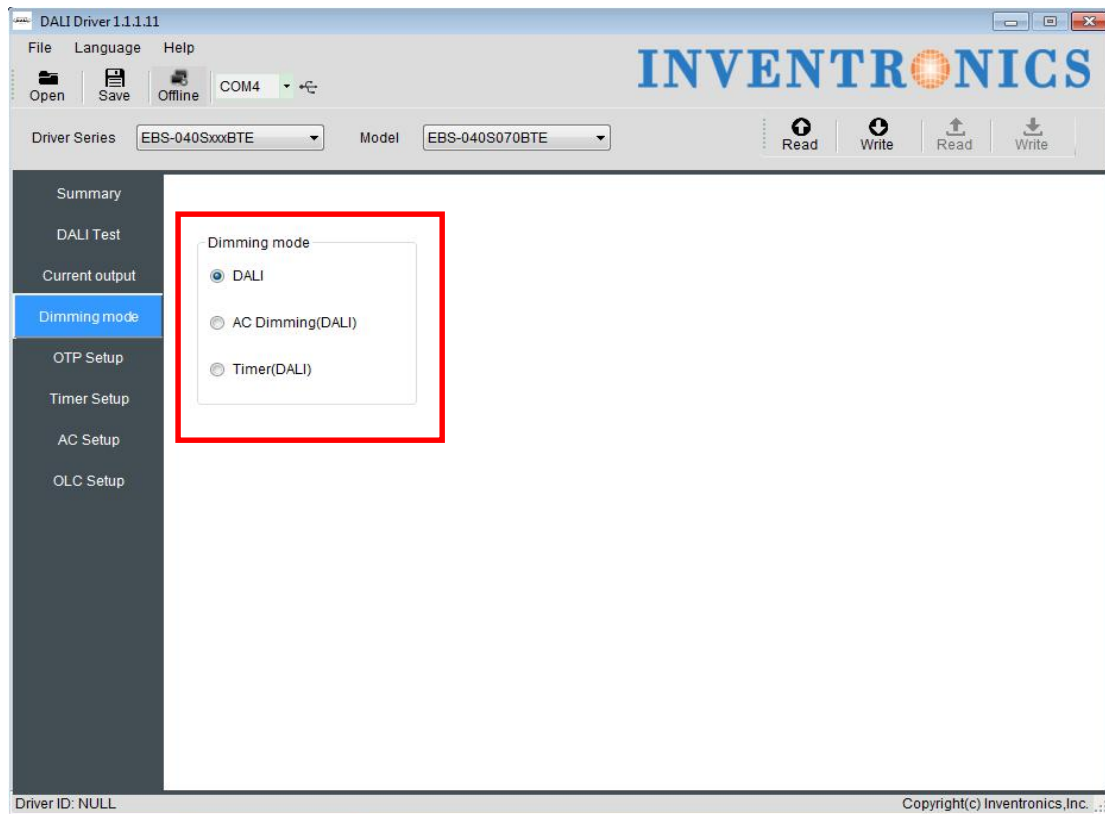 DALI Driver 1.1.1.11
File Language Help
INVENTRONICS
Open Save Offline COM4
Driver Series EBS-040SxxxBTE Model EBS-040S070BTE Read Write Read Write
Summary
DALI Test
Current output
Dimming mode
OTP Setup
Timer Setup
AC Setup
OLC Setup
Dimming mode
DALI
AC Dimming(DALI)
Timer(DALI)
Driver ID: NULL Copyright(c) Inventronics,Inc.